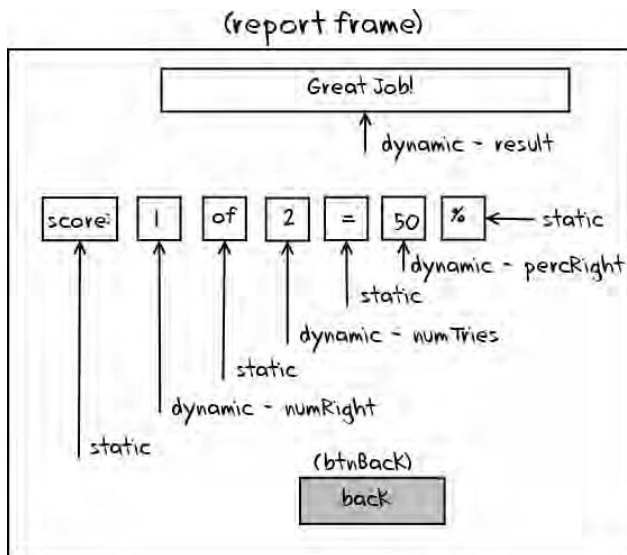 (report frame)
Great Job!
dynamic - result
score: 1 of 2 = 50 % static
dynamic - percRight
static
dynamic - numTries
static
dynamic - numRight
static
(btnBack)
back